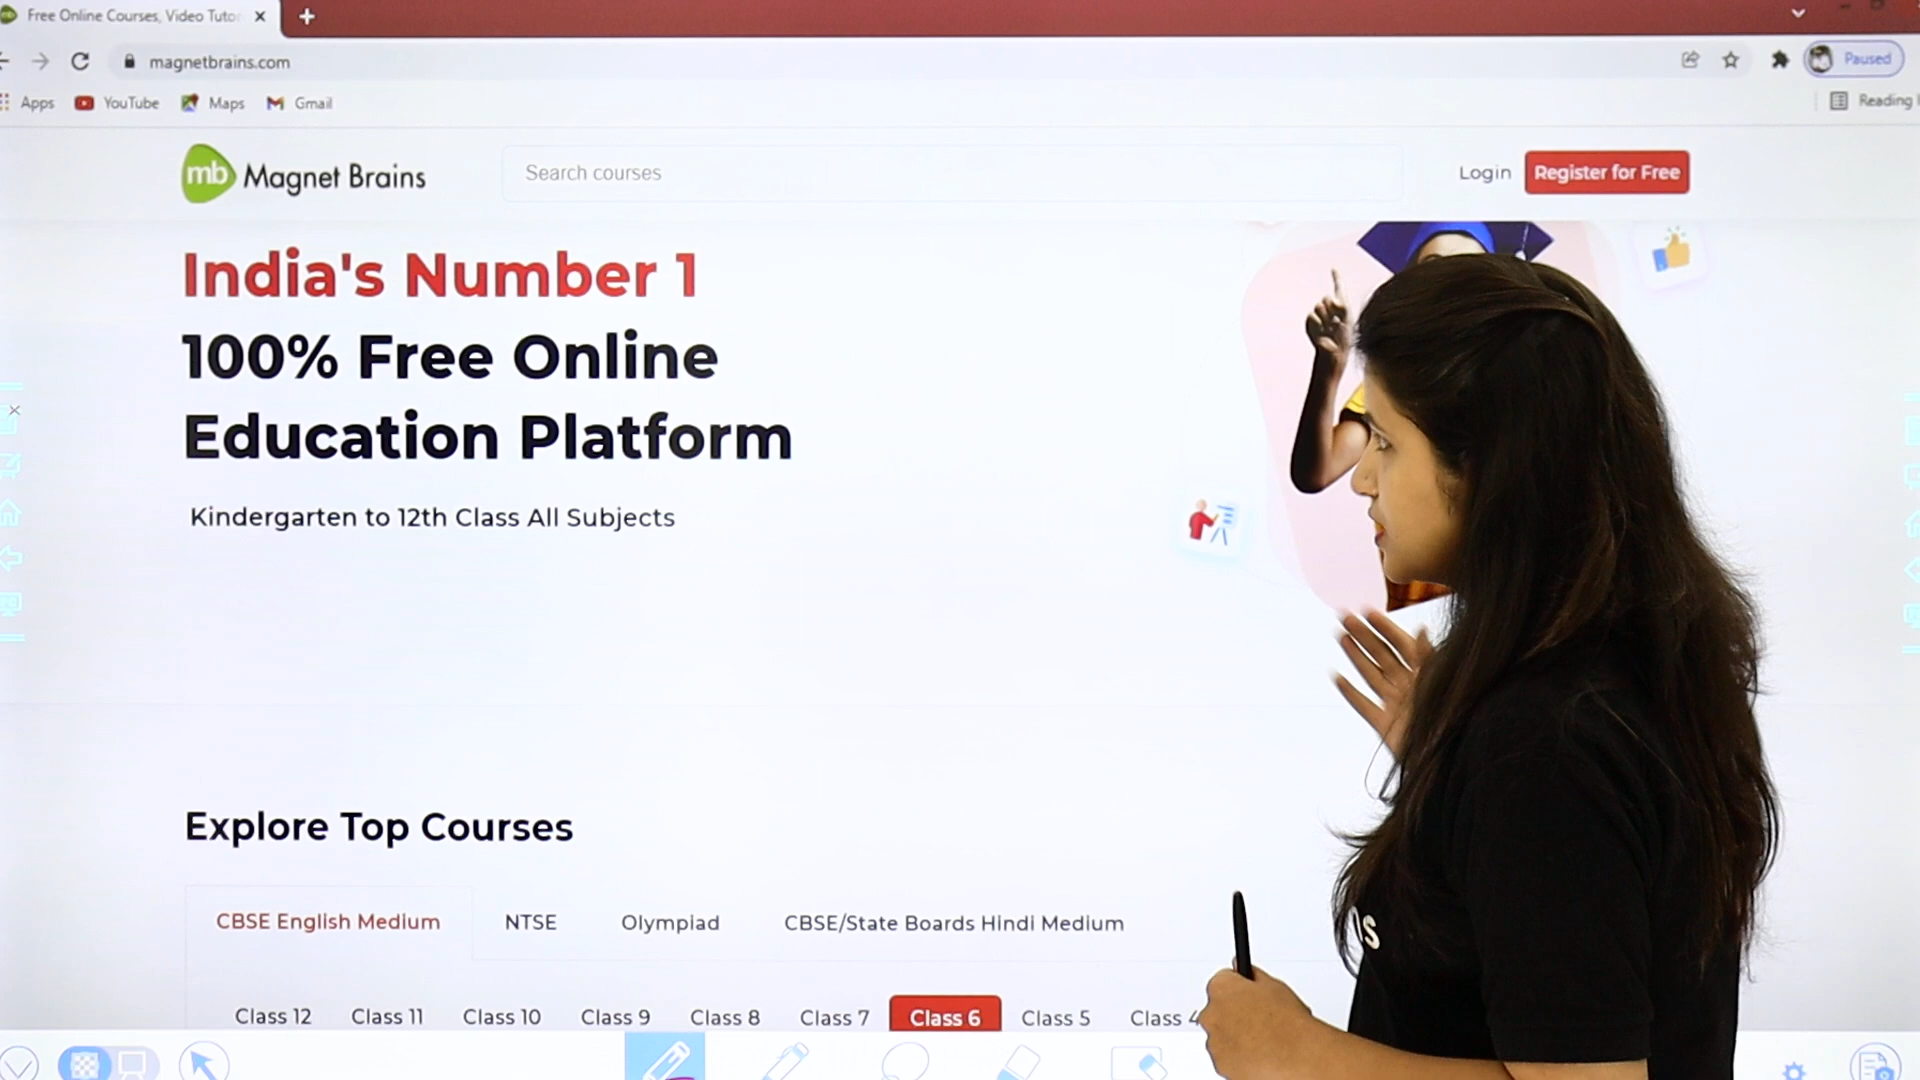 Free Online Courses, Video Tutor
magnetbrains.com
Paused
Apps
YouTube
Maps
Gmail
Reading
mb Magnet Brains
Search courses
Login
Register for Free
India's Number 1
100% Free Online
Education Platform
Kindergarten to 12th Class All Subjects
Explore Top Courses
CBSE English Medium
NTSE
Olympiad
CBSE/State Boards Hindi Medium
Class 12
Class 11
Class 10
Class 9
Class 8
Class 7
Class 6
Class 5
Class 4